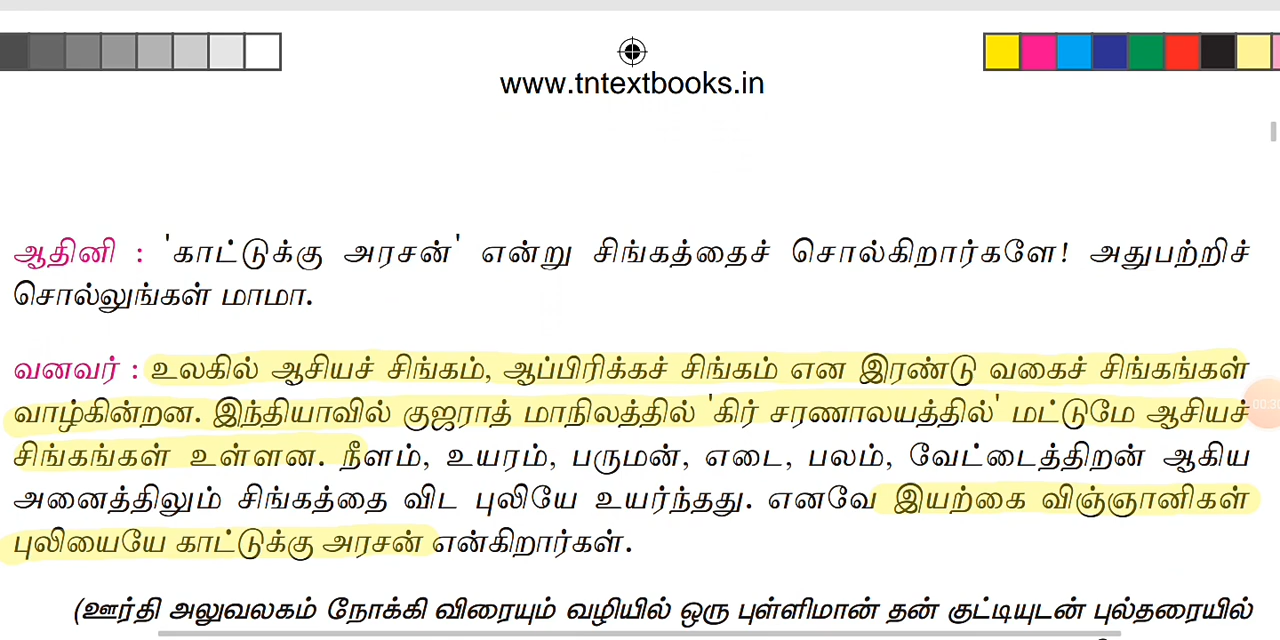 www.tntextbooks.in
ஆதினி : 'காட்டுக்கு அரசன்' என்று சிங்கத்தைச் சொல்கிறார்களே! அதுபற்றிச்
சொல்லுங்கள் மாமா.
வனவர் : உலகில் ஆசியச் சிங்கம், ஆப்பிரிக்கச் சிங்கம் என இரண்டு வகைச் சிங்கங்கள்
வாழ்கின்றன. இந்தியாவில் குஜராத் மாநிலத்தில் 'கிர் சரணாலயத்தில்' மட்டுமே ஆசியச்
சிங்கங்கள் உள்ளன. நீளம், உயரம், பருமன், எடை, பலம், வேட்டைத்திறன் ஆகிய
அனைத்திலும் சிங்கத்தை விட புலியே உயர்ந்தது. எனவே இயற்கை விஞ்ஞானிகள்
புலியையே காட்டுக்கு அரசன் என்கிறார்கள்.
(ஊர்தி அலுவலகம் நோக்கி விரையும் வழியில் ஒரு புள்ளிமான் தன் குட்டியுடன் புல்தரையில்